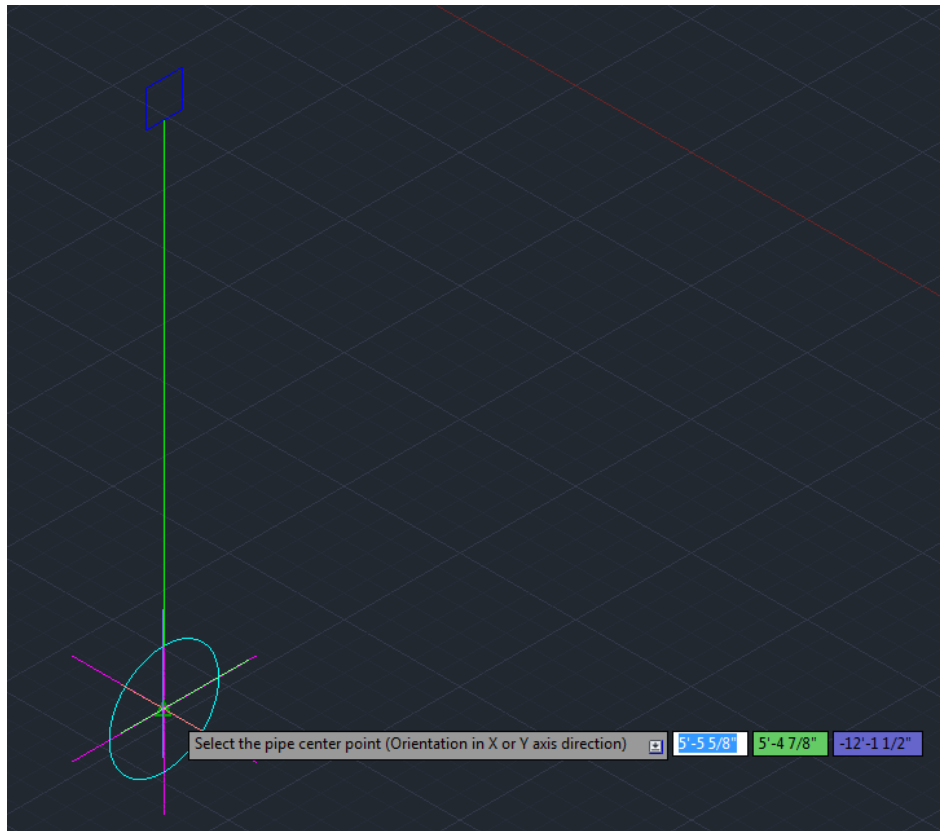 Select the pipe center point (Orientation in X or Y axis direction) 5'-5 5/8" 5'-4 7/8" -12'-1 1/2"